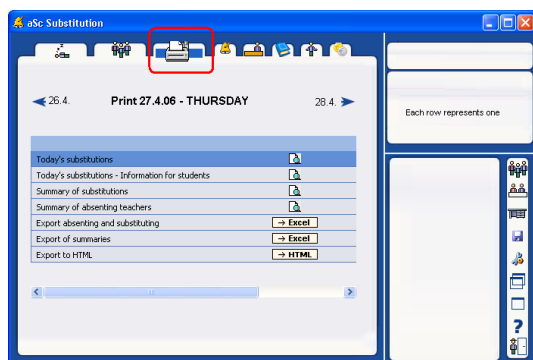 aSc Substitution
26.4.
Print 27.4.06 - THURSDAY
28.4.
Each row represents one
Today's substitutions
Today's substitutions - Information for students
Summary of substitutions
Summary of absenting teachers
Export absenting and substituting → Excel
Export of summaries → Excel
Export to HTML → HTML
?